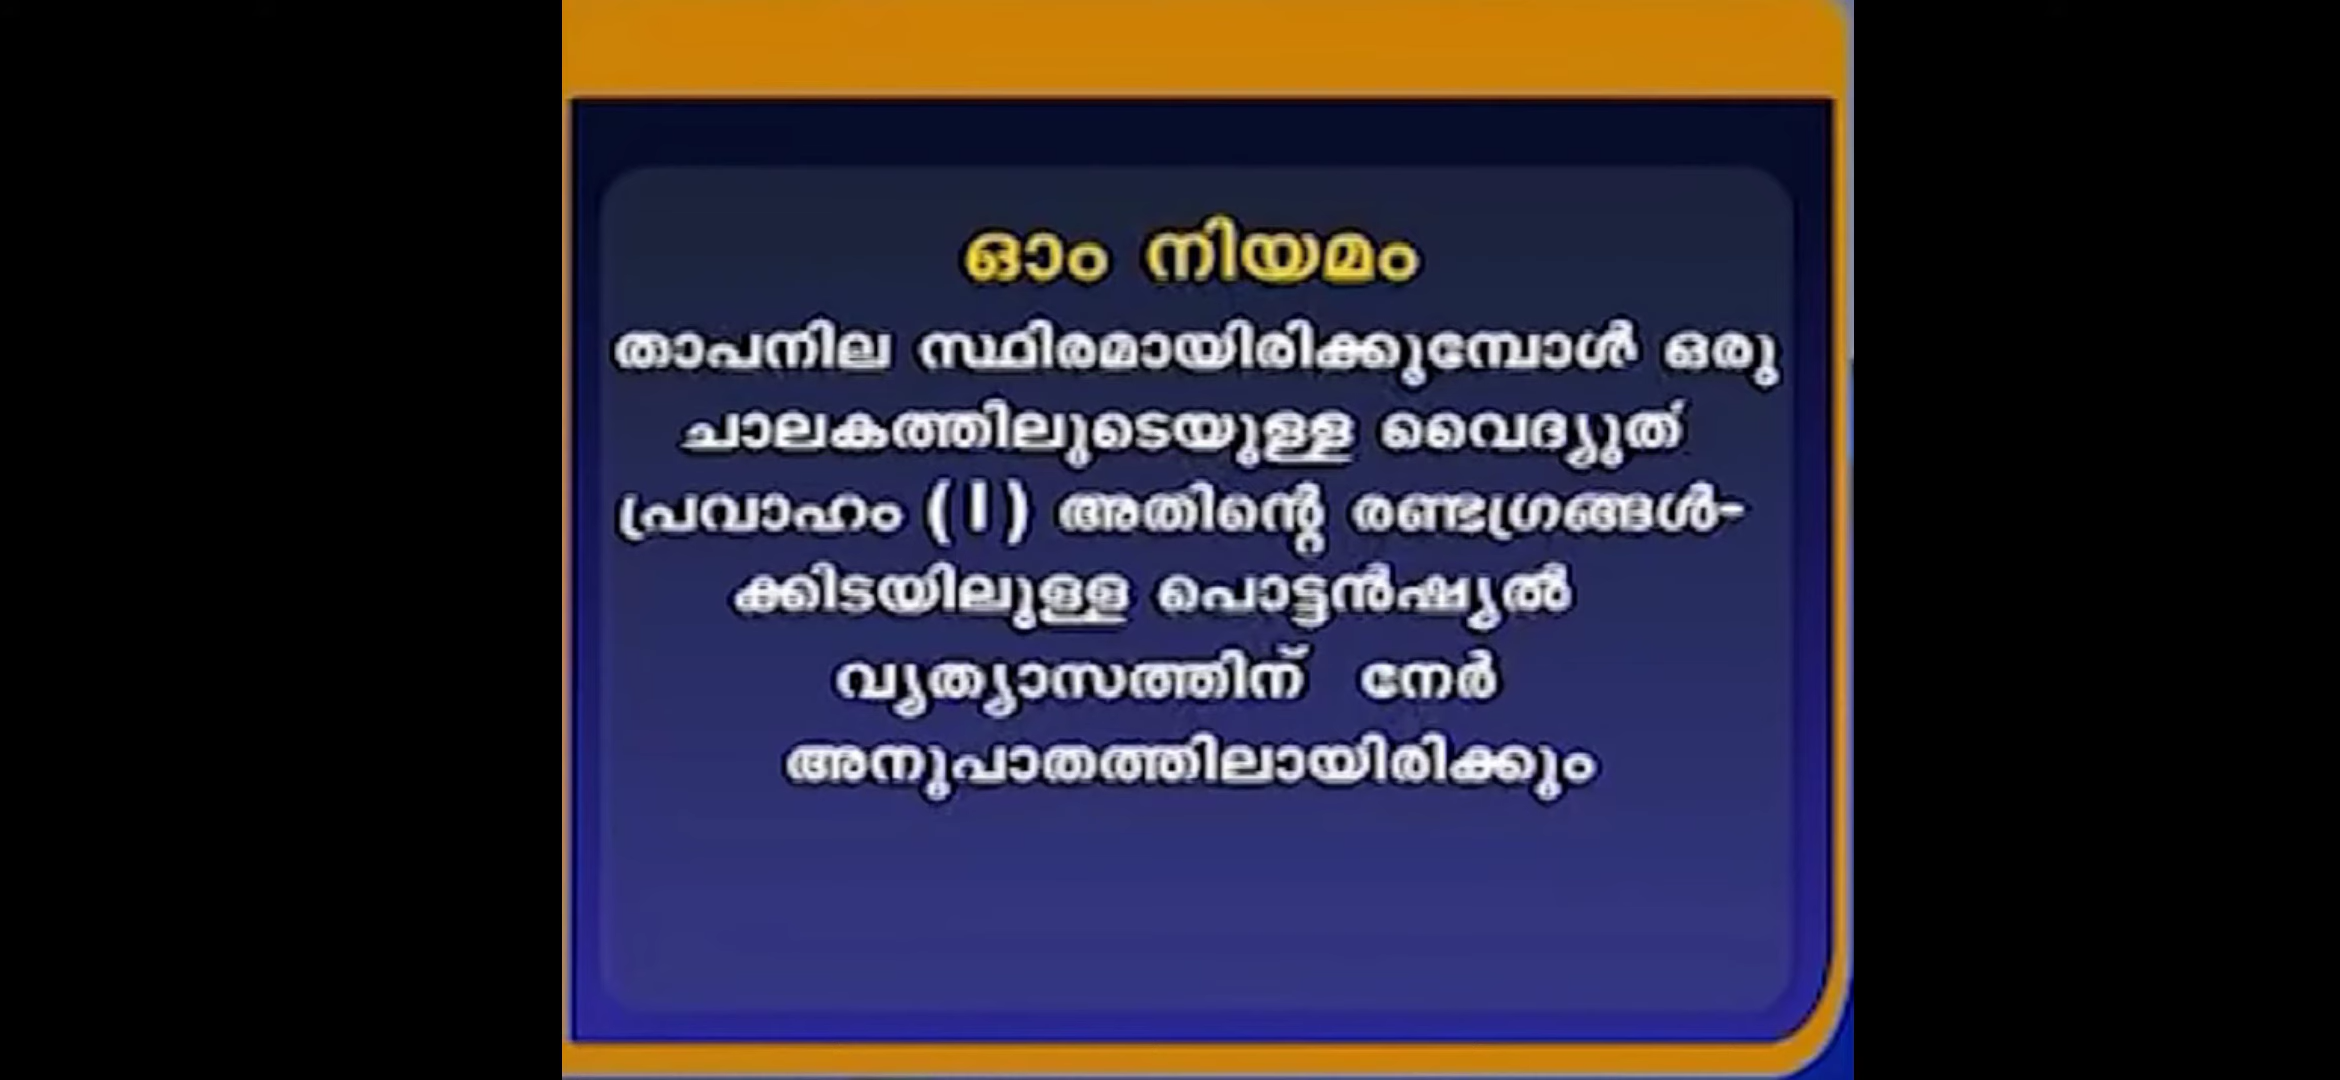 ഓം നിയമം
താപനില സ്ഥിരമായിരിക്കുമ്പോൾ ഒരു
ചാലകത്തിലുടെയുള്ള വൈദ്യുത്
പ്രവാഹം (I) അതിന്റെ രണ്ടഗ്രങ്ങൾ-
ക്കിടയിലുള്ള പൊട്ടൻഷ്യൽ
വ്യത്യാസത്തിന് നേർ
അനുപാതത്തിലായിരിക്കും